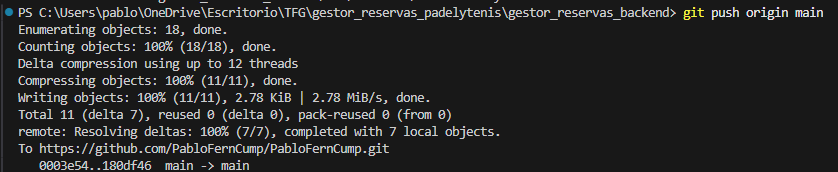 PS C:\Users\pablo\OneDrive\Escritorio\TFG\gestor_reservas_padelytenis\gestor_reservas_backend> git push origin main
Enumerating objects: 18, done.
Counting objects: 100% (18/18), done.
Delta compression using up to 12 threads
Compressing objects: 100% (11/11), done.
Writing objects: 100% (11/11), 2.78 KiB | 2.78 MiB/s, done.
Total 11 (delta 7), reused 0 (delta 0), pack-reused 0 (from 0)
remote: Resolving deltas: 100% (7/7), completed with 7 local objects.
To https://github.com/PabloFernCump/PabloFernCump.git
   0003e54..180df46  main -> main